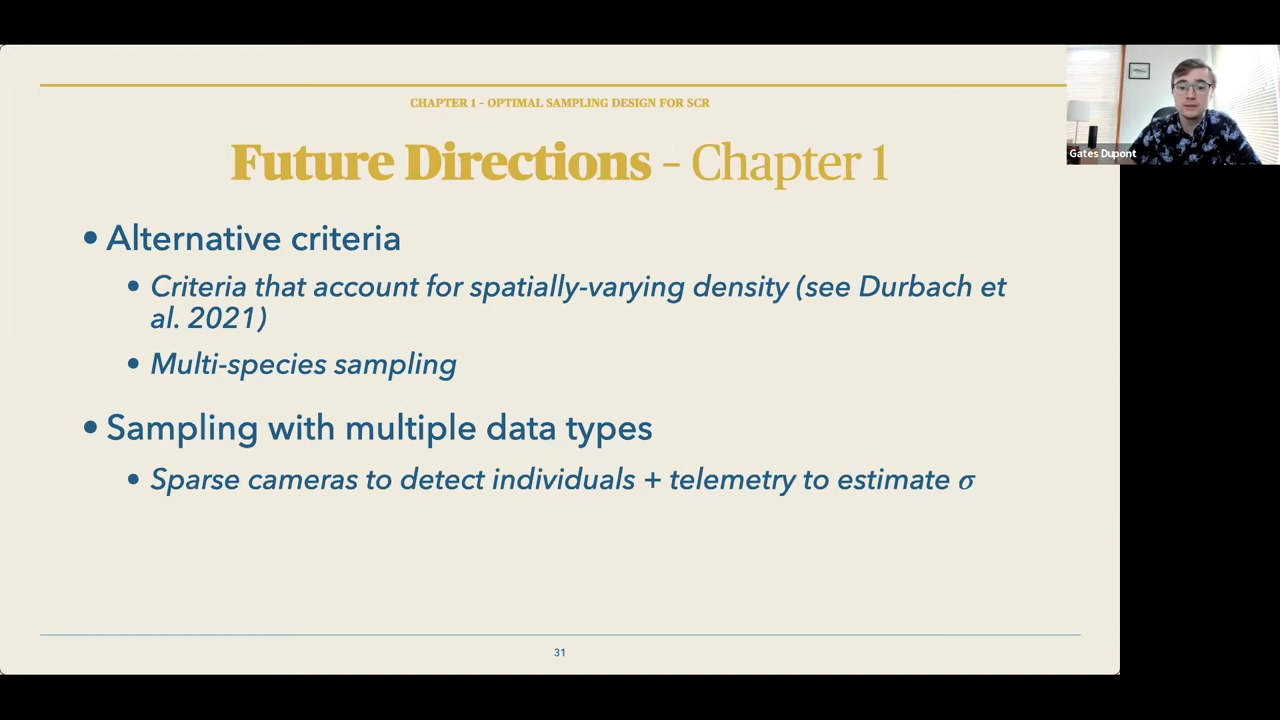 CHAPTER 1 – OPTIMAL SAMPLING DESIGN FOR SCR
Future Directions – Chapter 1
• Alternative criteria
• Criteria that account for spatially-varying density (see Durbach et
al. 2021)
• Multi-species sampling
• Sampling with multiple data types
• Sparse cameras to detect individuals + telemetry to estimate σ
31
Gates Dupont